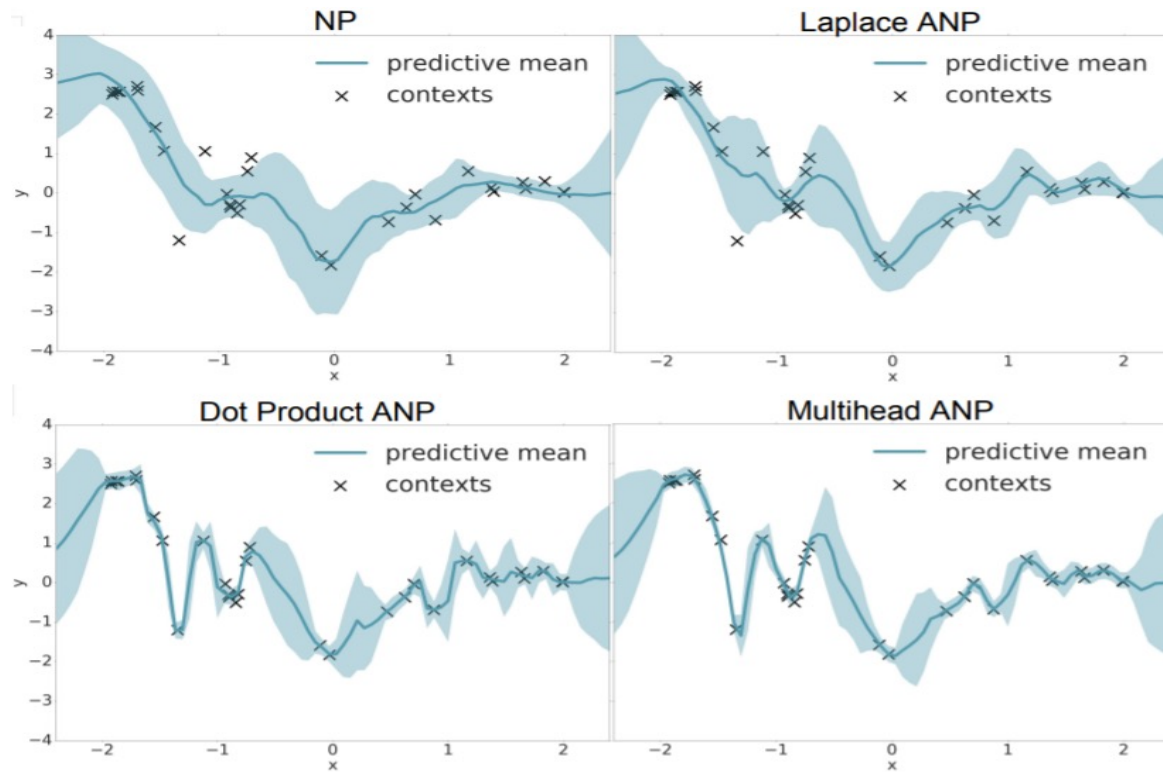 NP
Laplace ANP
y
4
3
2
1
0
−1
−2
−3
−4
predictive mean
contexts
−2
−1
0
1
2
x
predictive mean
contexts
−2
−1
0
1
2
x
Dot Product ANP
Multihead ANP
y
4
3
2
1
0
−1
−2
−3
−4
predictive mean
contexts
−2
−1
0
1
2
x
predictive mean
contexts
−2
−1
0
1
2
x